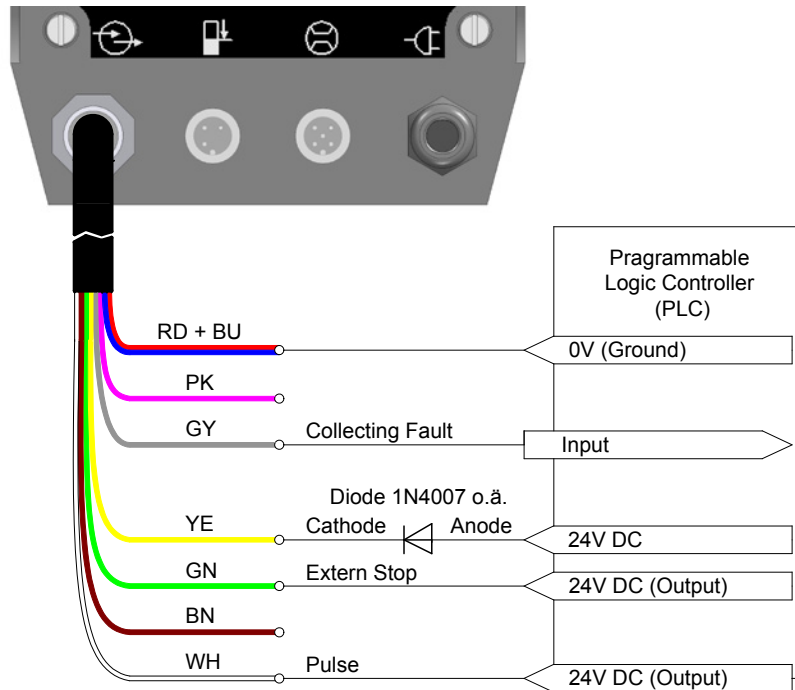 Pragrammable
Logic Controller
(PLC)
RD + BU
0V (Ground)
PK
GY
Collecting Fault
Input
Diode 1N4007 o.ä.
YE
Cathode
Anode
24V DC
GN
Extern Stop
24V DC (Output)
BN
WH
Pulse
24V DC (Output)